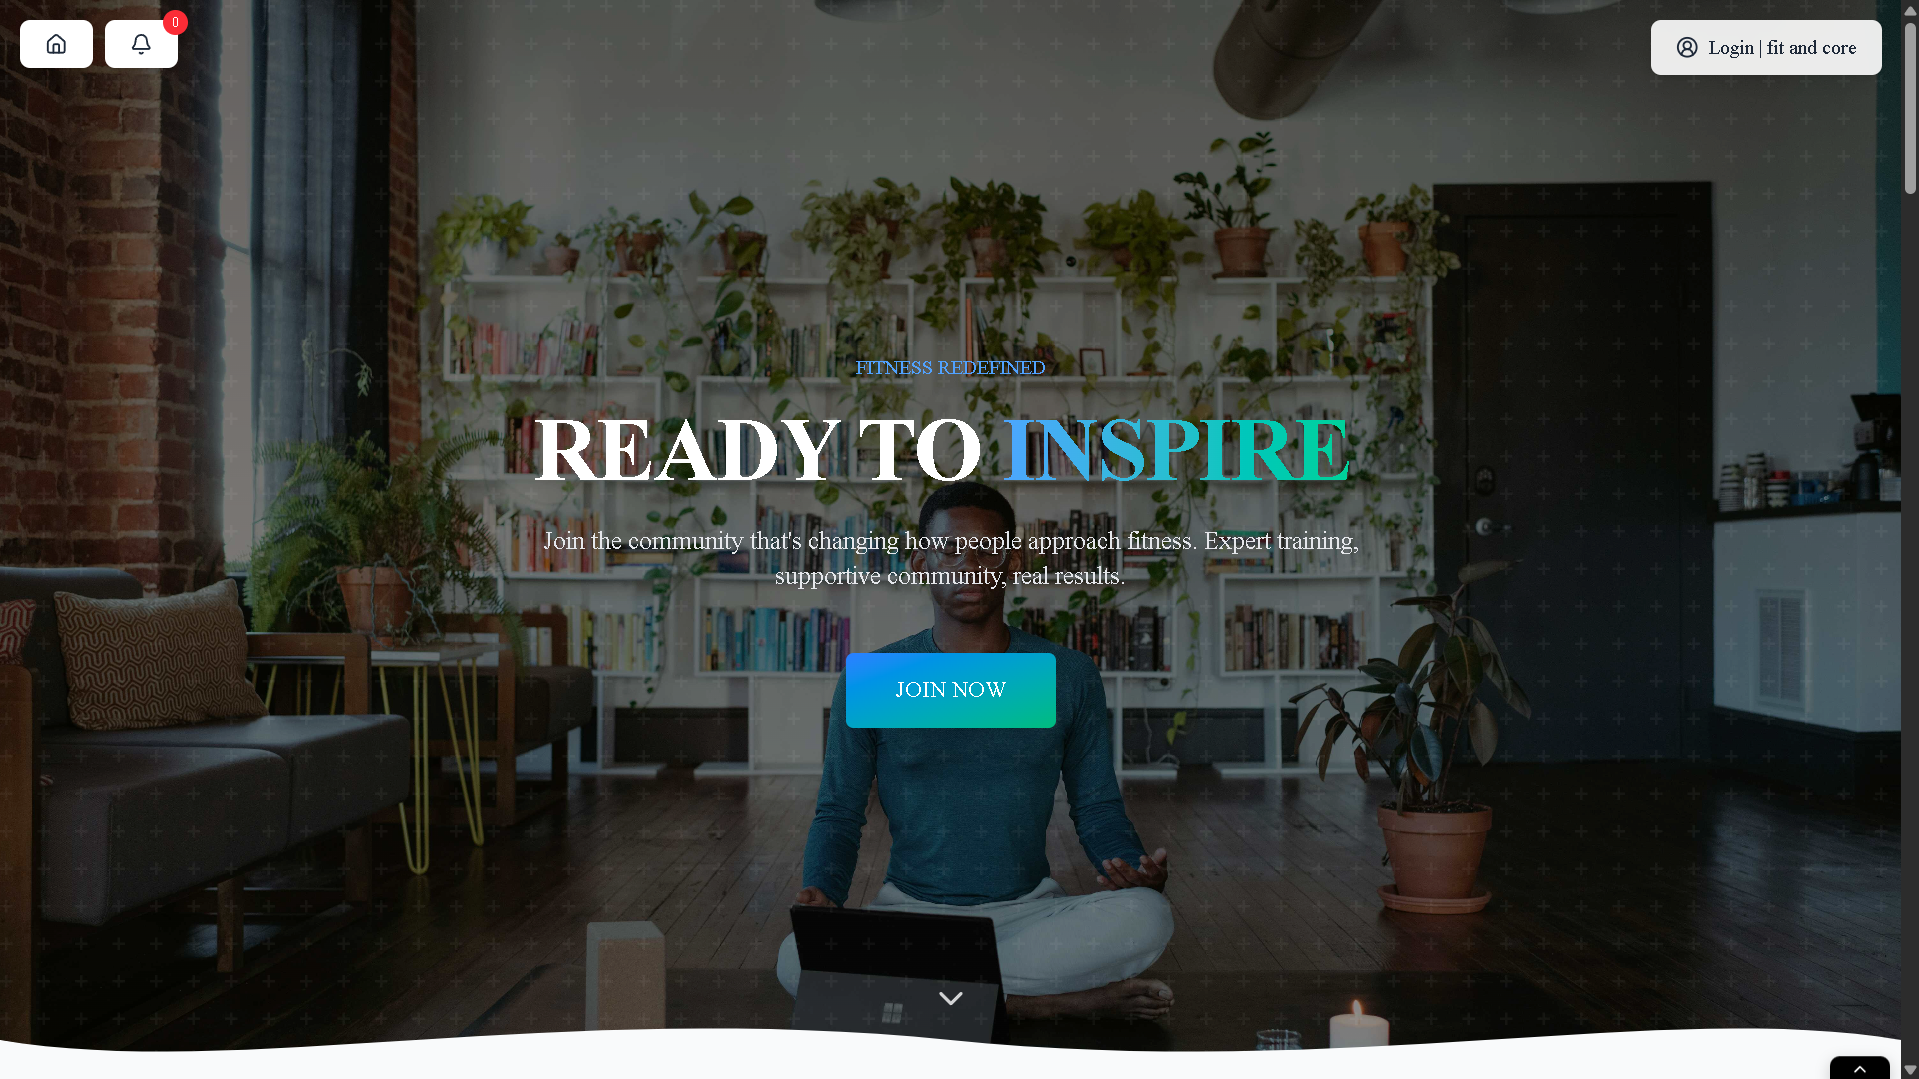 0
Login | fit and core
FITNESS REDEFINED
READY TO INSPIRE
Join the community that's changing how people approach fitness. Expert training,
supportive community, real results.
JOIN NOW